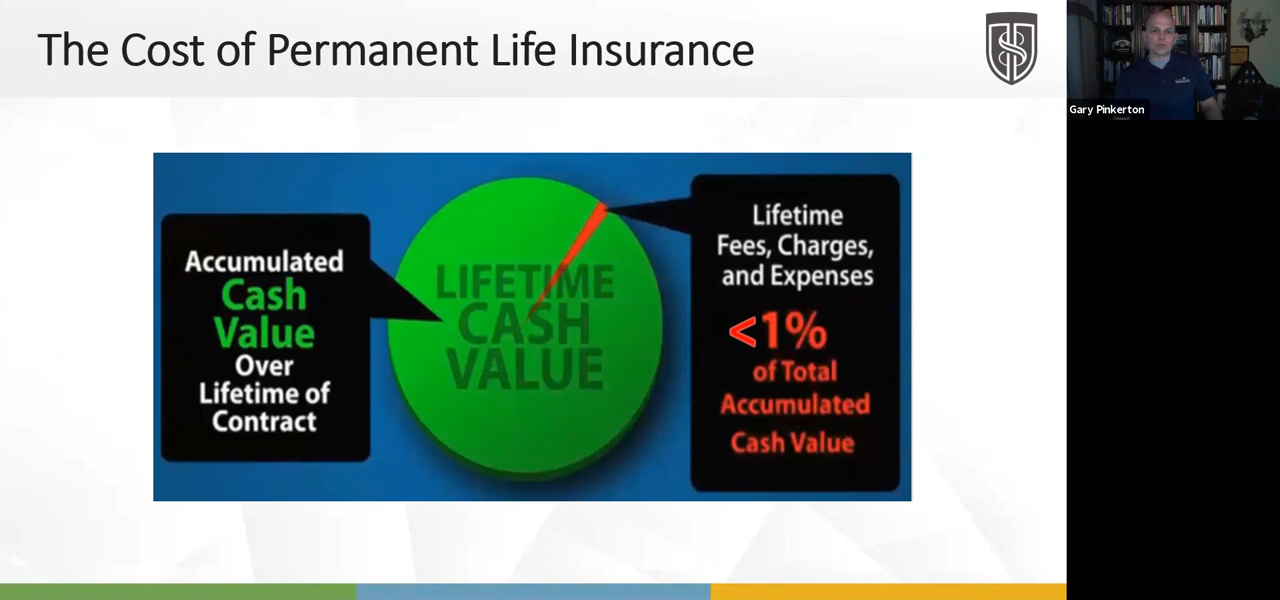 The Cost of Permanent Life Insurance
Gary Pinkerton
Accumulated
Cash
Value
Over
Lifetime of
Contract
LIFETIME
CASH
VALUE
Lifetime
Fees, Charges,
and Expenses
<1%
of Total
Accumulated
Cash Value